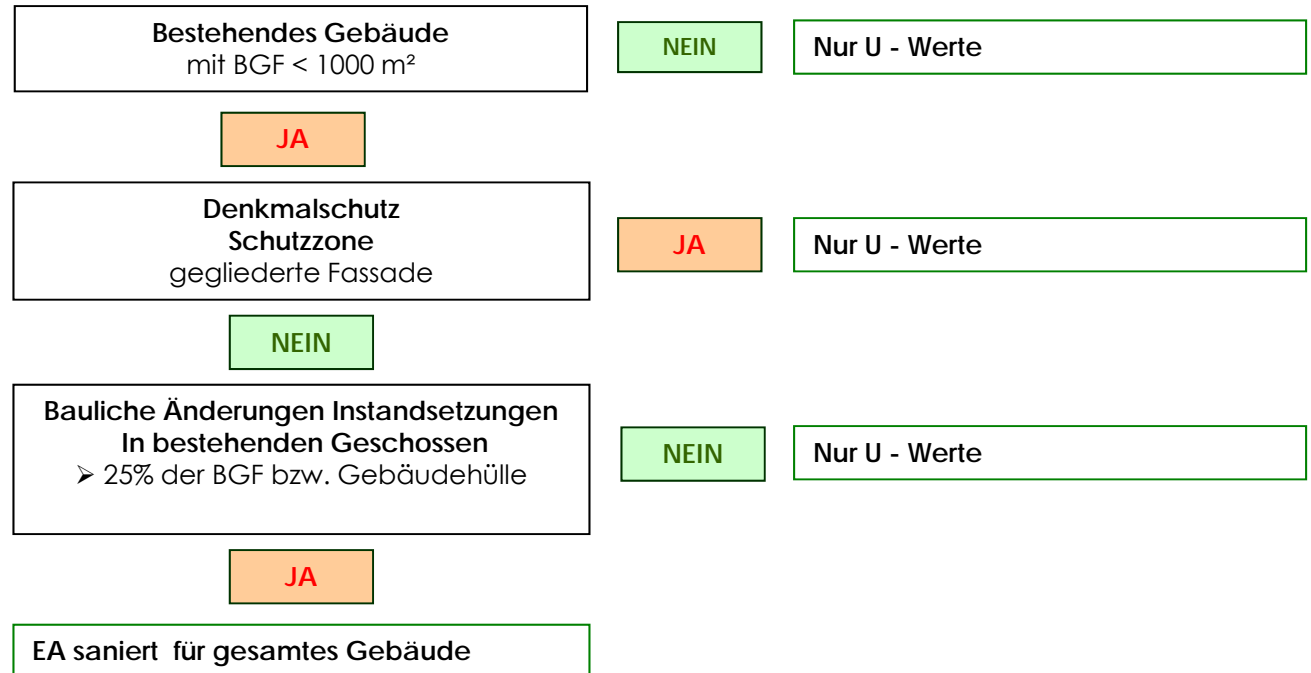 Bestehendes Gebäude
mit BGF < 1000 m²
NEIN
Nur U - Werte
JA
Denkmalschutz
Schutzzone
gegliederte Fassade
JA
Nur U - Werte
NEIN
Bauliche Änderungen Instandsetzungen
In bestehenden Geschossen
➢ 25% der BGF bzw. Gebäudehülle
NEIN
Nur U - Werte
JA
EA saniert für gesamtes Gebäude